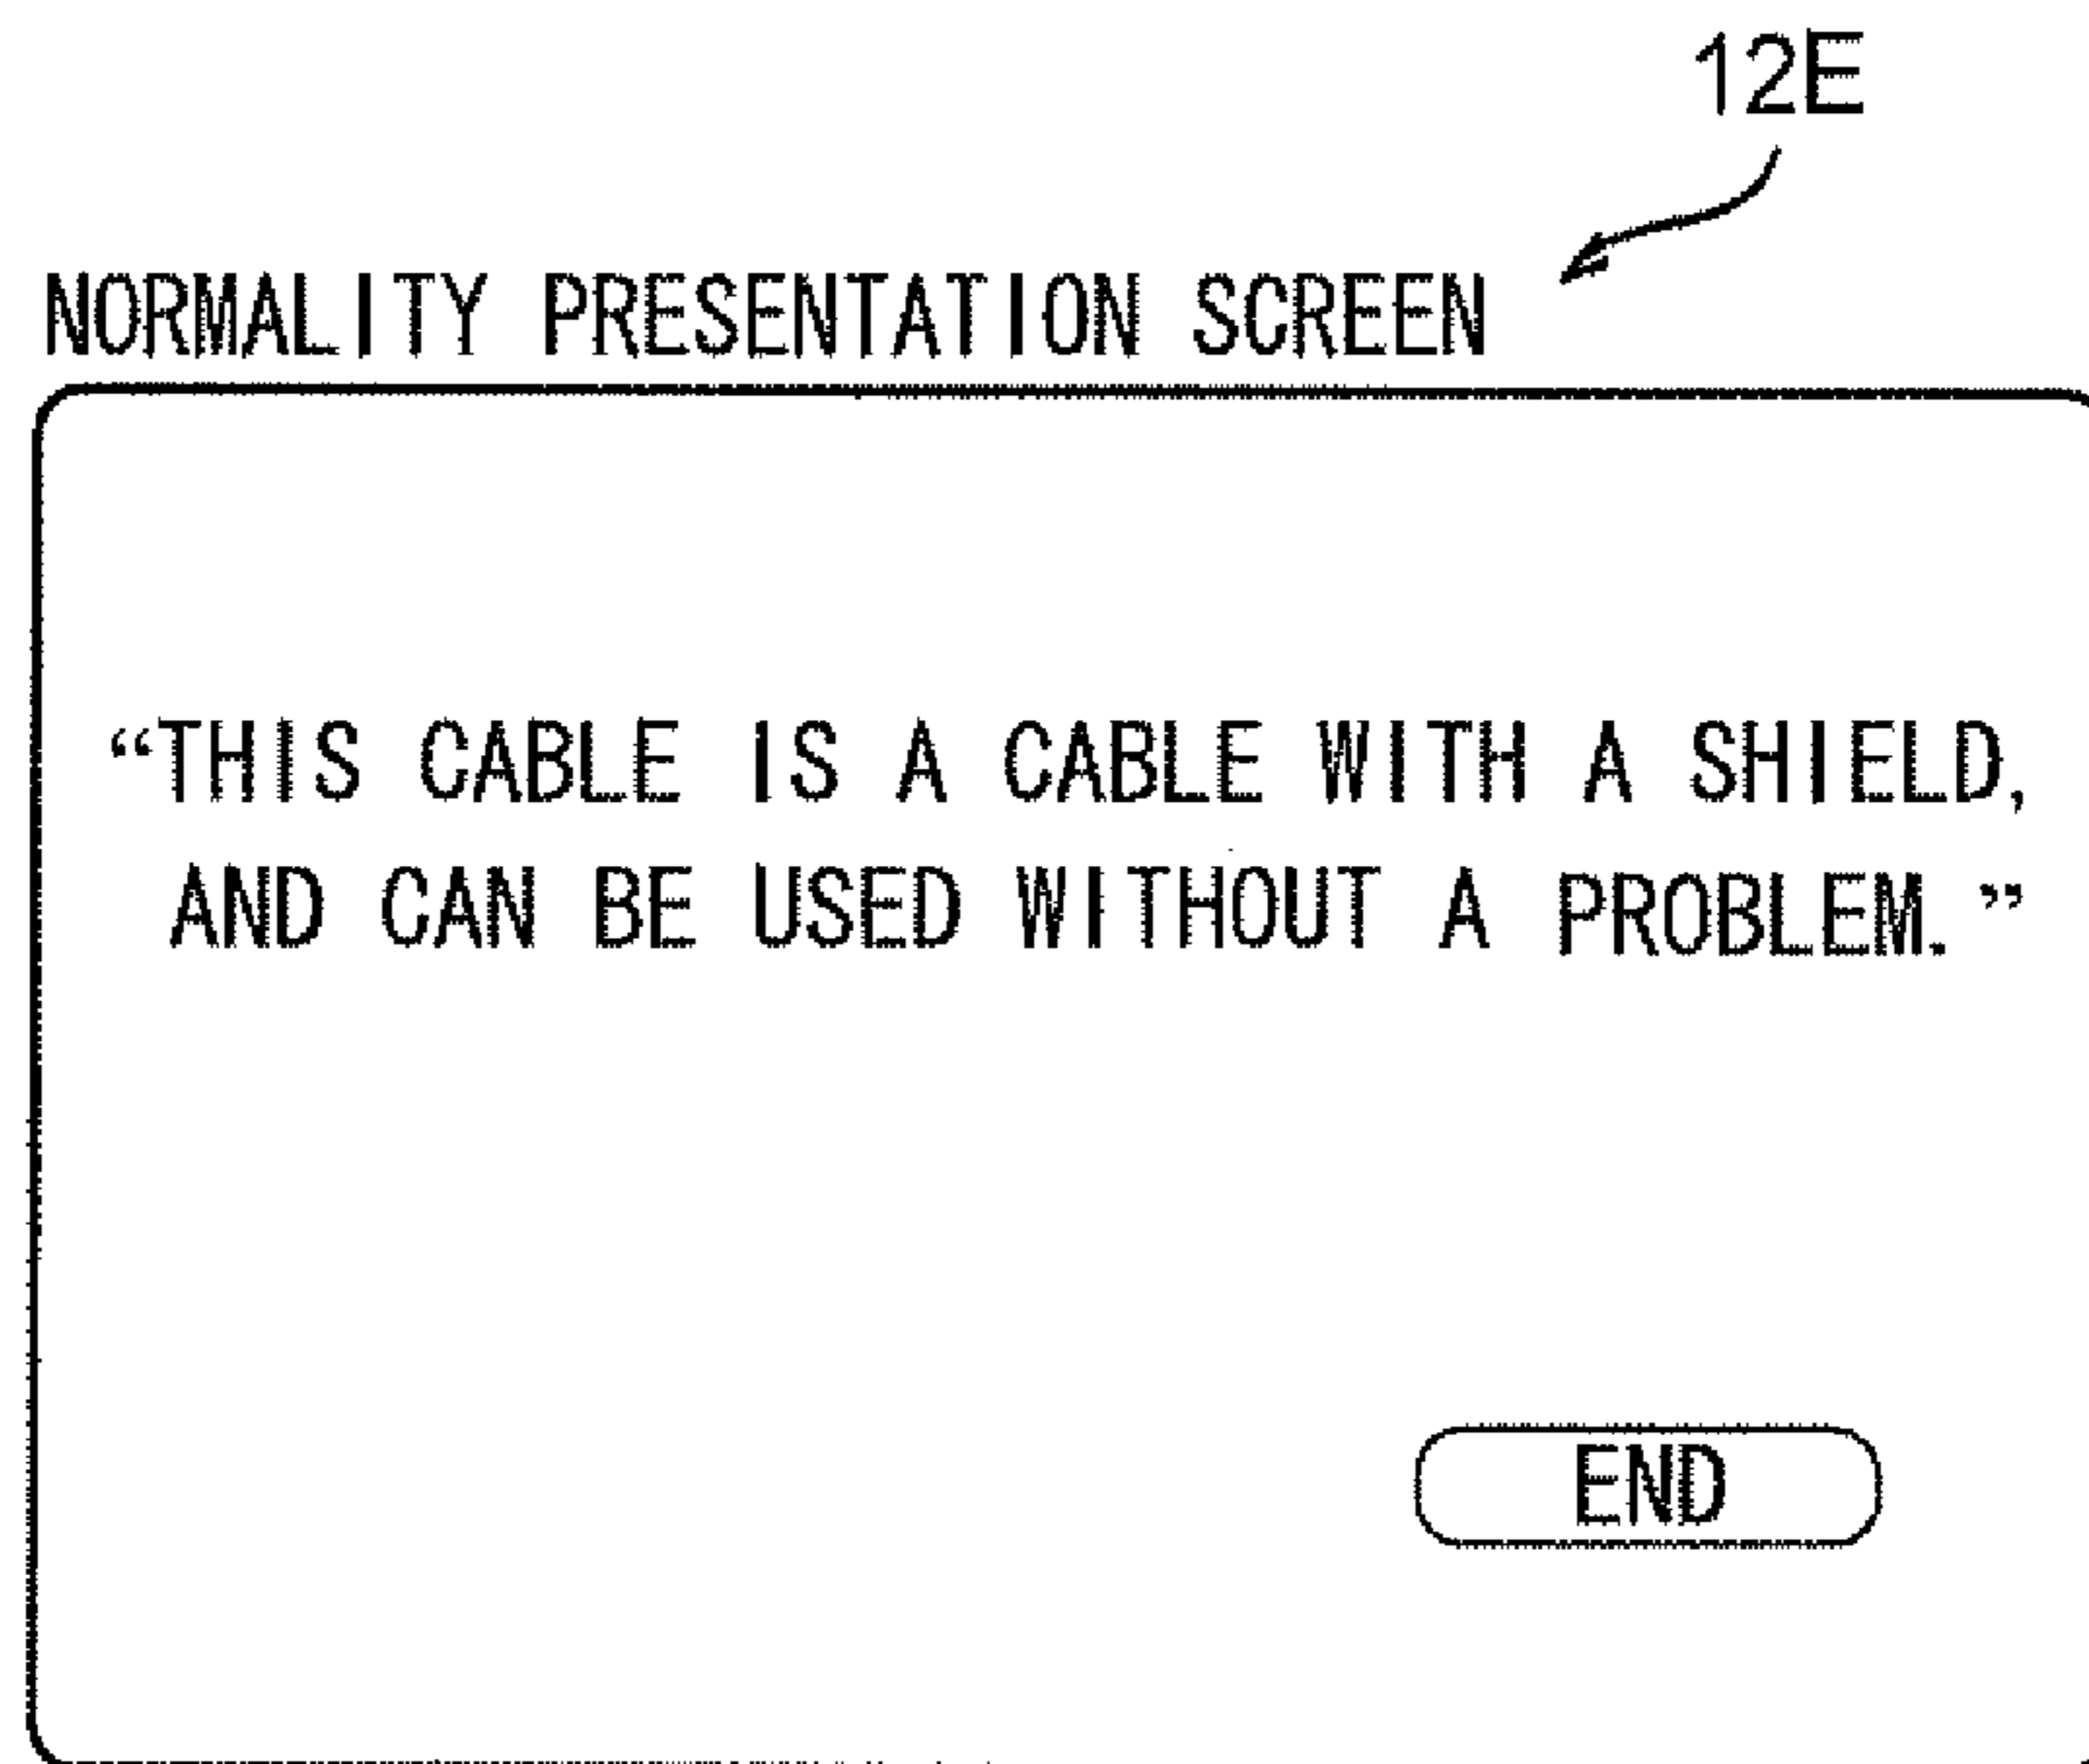 12E
NORMALITY PRESENTATION SCREEN
“THIS CABLE IS A CABLE WITH A SHIELD,
AND CAN BE USED WITHOUT A PROBLEM.”
END